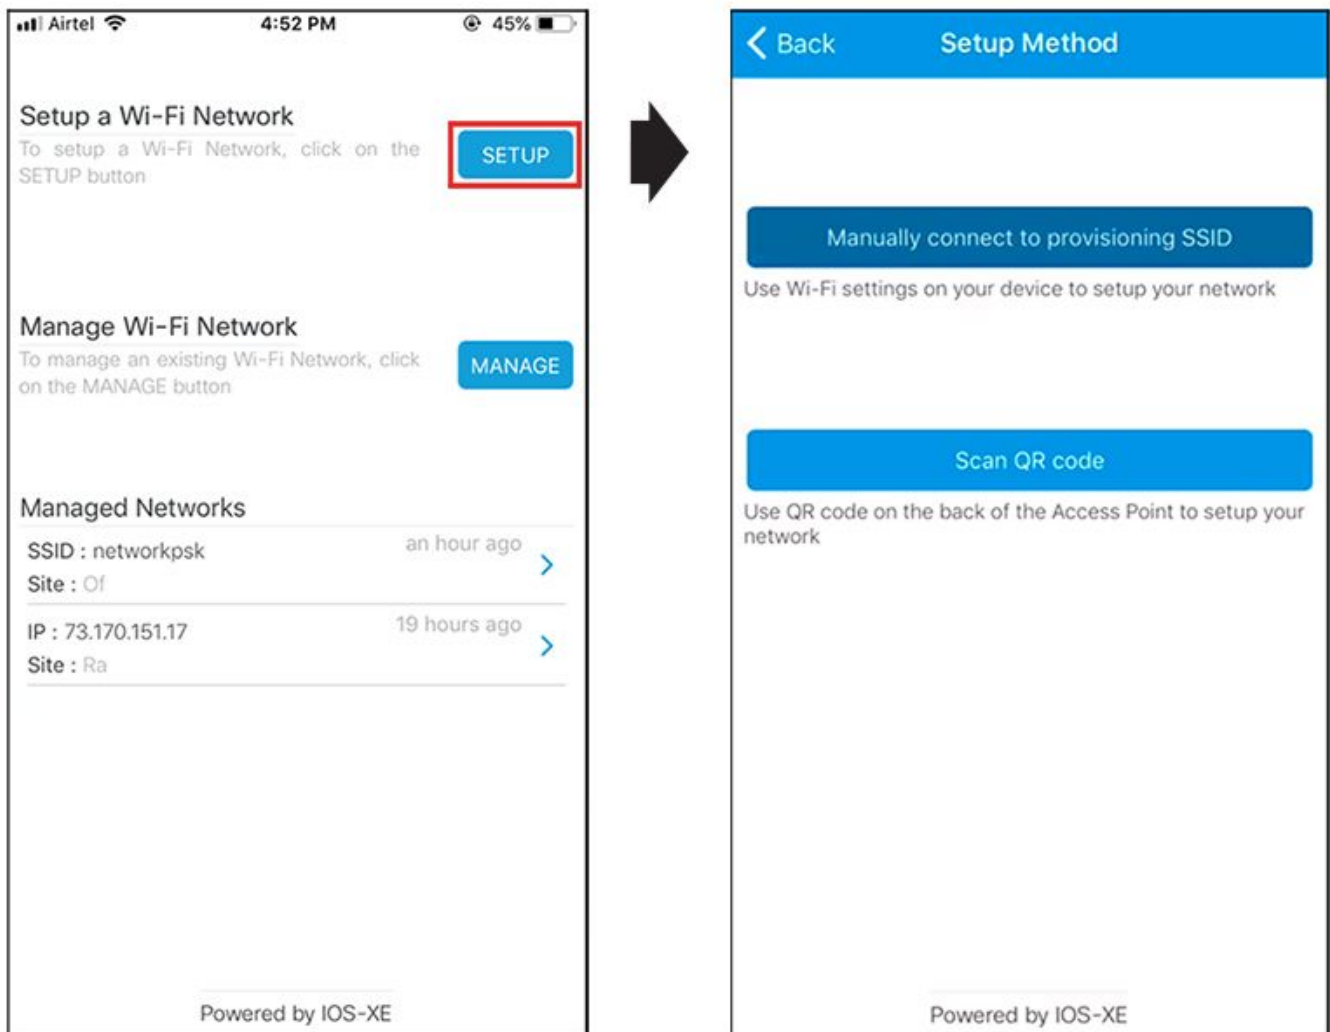 Airtel 4:52 PM 45%
Setup a Wi-Fi Network
To setup a Wi-Fi Network, click on the
SETUP button
SETUP
Manage Wi-Fi Network
To manage an existing Wi-Fi Network, click
on the MANAGE button
MANAGE
Managed Networks
SSID : networkpsk an hour ago
Site : Of
IP : 73.170.151.17 19 hours ago
Site : Ra
Powered by IOS-XE
Back Setup Method
Manually connect to provisioning SSID
Use Wi-Fi settings on your device to setup your network
Scan QR code
Use QR code on the back of the Access Point to setup your
network
Powered by IOS-XE